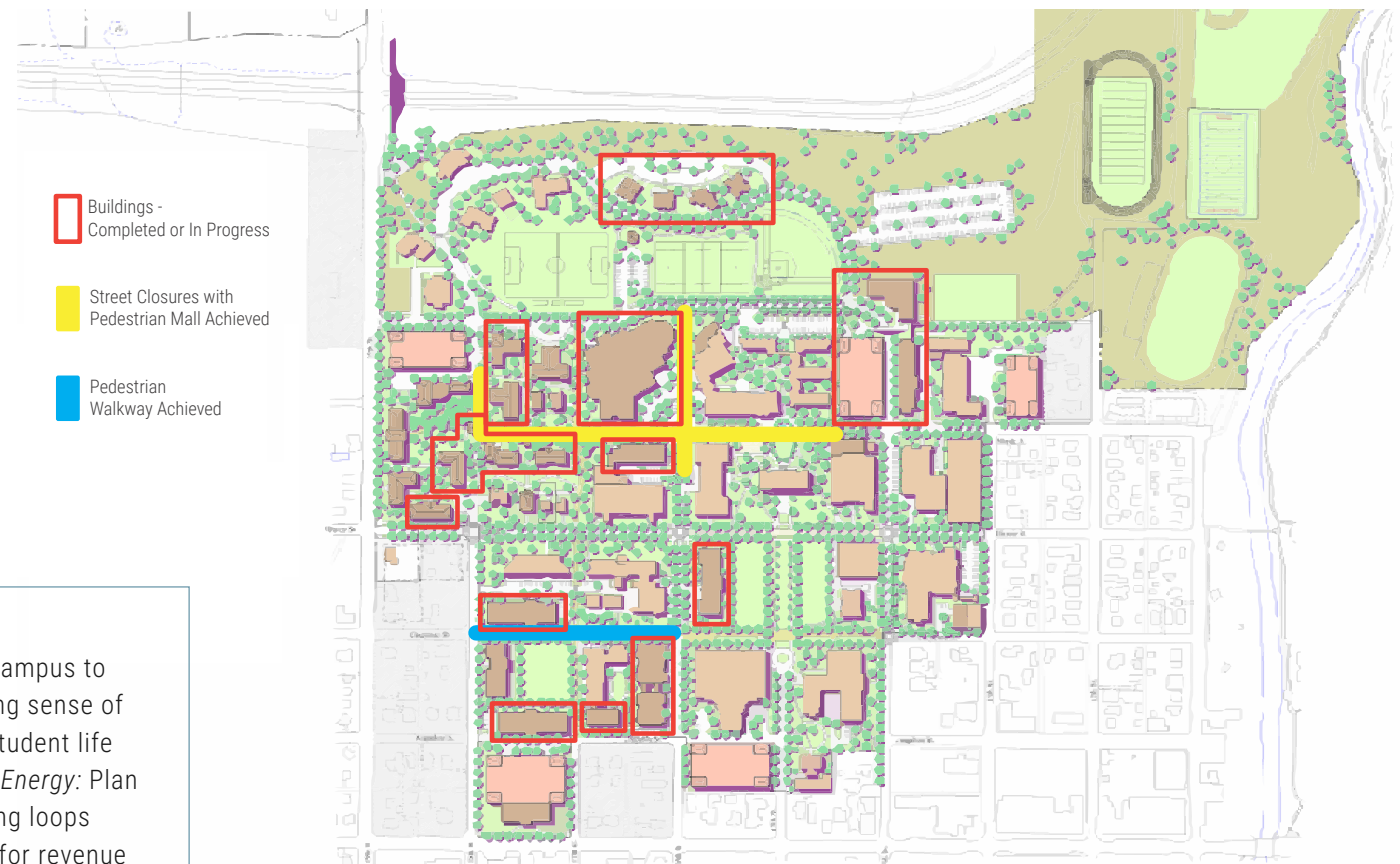 Buildings -
Completed or In Progress
Street Closures with
Pedestrian Mall Achieved
Pedestrian
Walkway Achieved
ampus to
ng sense of
tudent life
Energy: Plan
ng loops
for revenue